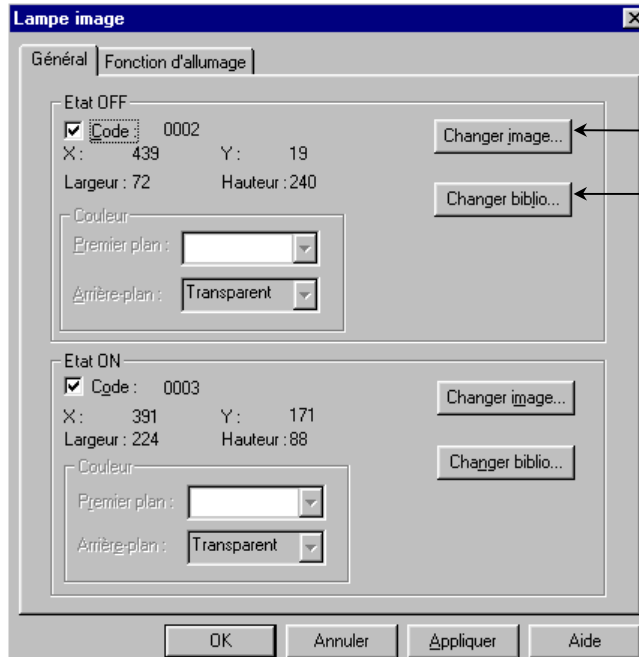 Lampe image
Général Fonction d'allumage
Etat OFF
Code : 0002
Changer image...
X : 439 Y : 19
Largeur : 72 Hauteur : 240
Changer biblio...
Couleur
Premier plan :
Arrière-plan : Transparent
Etat ON
Code : 0003
Changer image...
X : 391 Y : 171
Largeur : 224 Hauteur : 88
Changer biblio...
Couleur
Premier plan :
Arrière-plan : Transparent
OK Annuler Appliquer Aide